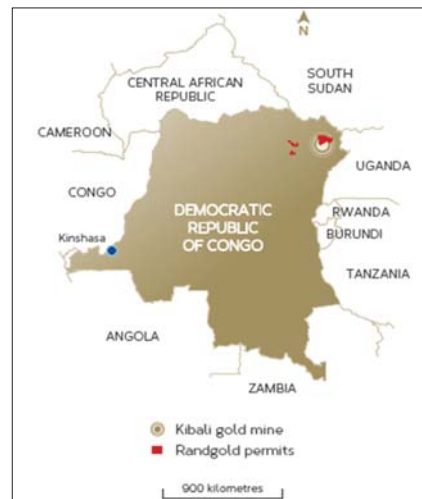 N
SOUTH
SUDAN
CENTRAL AFRICAN
REPUBLIC
CAMEROON
UGANDA
CONGO
RWANDA
DEMOCRATIC
REPUBLIC
OF CONGO
BURUNDI
Kinshasa
TANZANIA
ANGOLA
ZAMBIA
Kibali gold mine
Randgold permits
900 kilometres